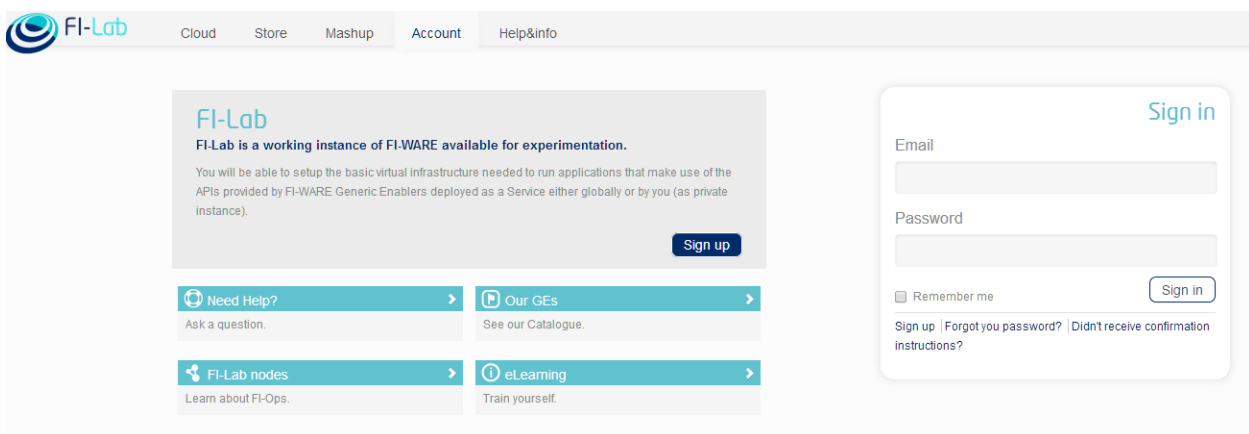 FI-Lab
Cloud Store Mashup Account Help&info
FI-Lab
FI-Lab is a working instance of FI-WARE available for experimentation.
You will be able to setup the basic virtual infrastructure needed to run applications that make use of the
APIs provided by FI-WARE Generic Enablers deployed as a Service either globally or by you (as private
instance).
Sign up
Need Help?
Ask a question.
Our GEs
See our Catalogue.
FI-Lab nodes
Learn about FI-Ops.
eLearning
Train yourself.
Sign in
Email
Password
Remember me
Sign in
Sign up | Forgot you password? | Didn't receive confirmation
instructions?